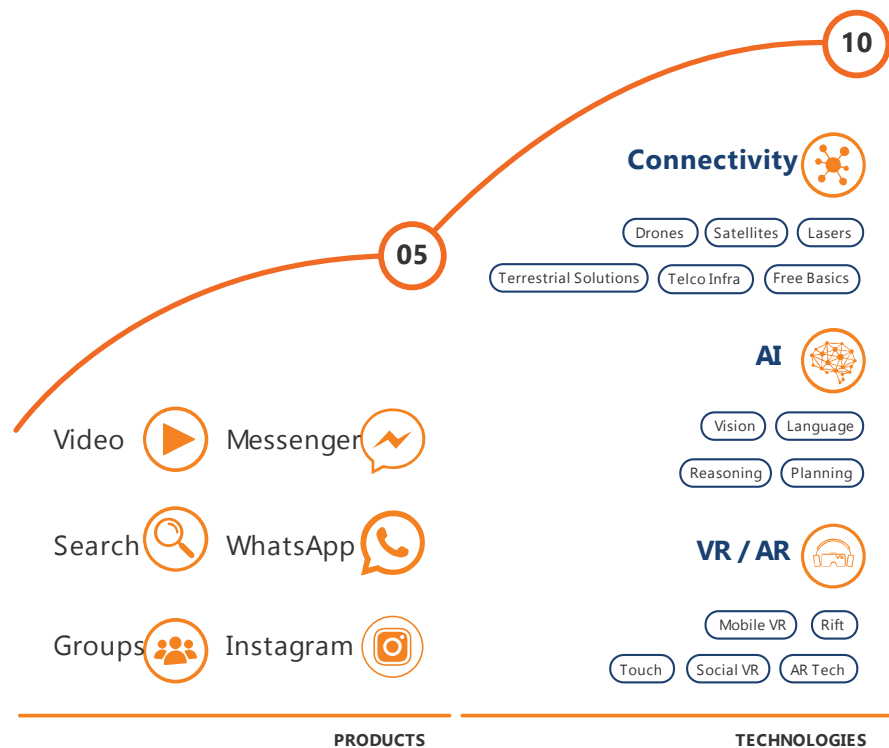 10
05
Video
Messenger
Search
WhatsApp
Groups
Instagram
PRODUCTS
Connectivity
Drones
Satellites
Lasers
Terrestrial Solutions
Telco Infra
Free Basics
AI
Vision
Language
Reasoning
Planning
VR / AR
Mobile VR
Rift
Touch
Social VR
AR Tech
TECHNOLOGIES